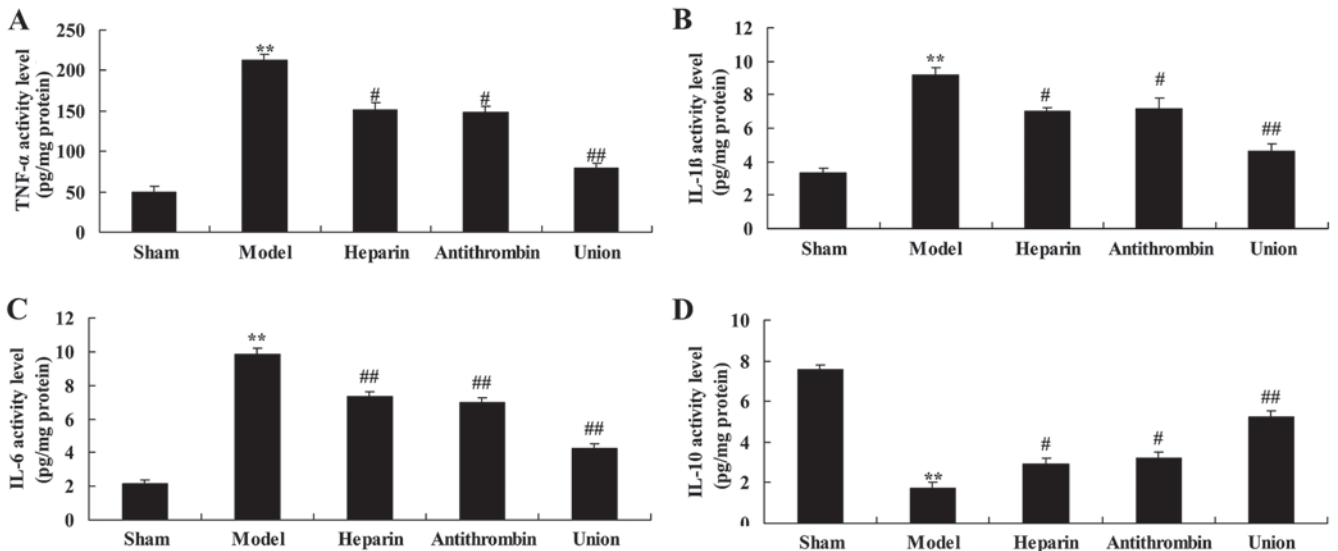 A
TNF-α activity level
(pg/mg protein)
250
200
150
100
50
0
**
#
#
##
Sham Model Heparin Antithrombin Union
B
IL-1ß activity level
(pg/mg protein)
12
10
8
6
4
2
0
**
#
#
##
Sham Model Heparin Antithrombin Union
C
IL-6 activity level
(pg/mg protein)
12
10
8
6
4
2
0
**
##
##
##
Sham Model Heparin Antithrombin Union
D
IL-10 activity level
(pg/mg protein)
10
8
6
4
2
0
**
#
#
##
Sham Model Heparin Antithrombin Union